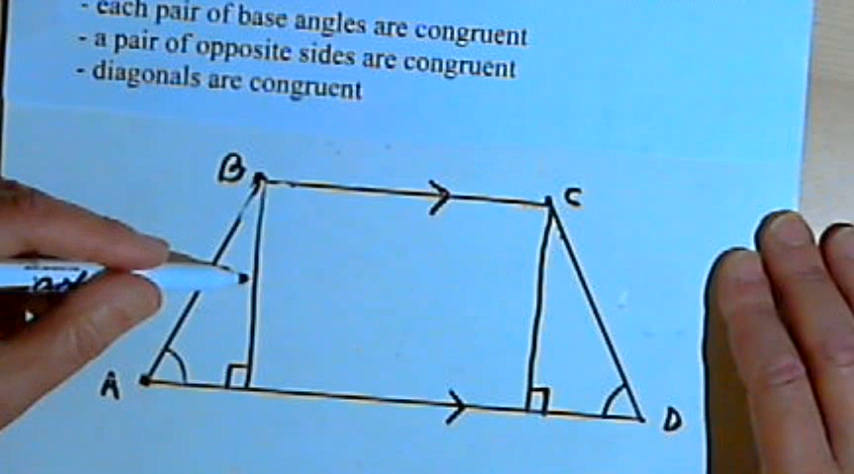 - each pair of base angles are congruent
- a pair of opposite sides are congruent
- diagonals are congruent
B
C
A
D